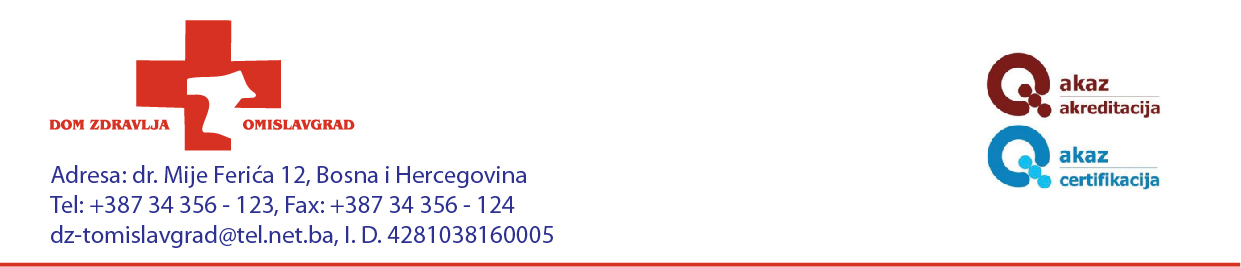 DOM ZDRAVLJA OMISLAVGRAD
Adresa: dr. Mije Ferića 12, Bosna i Hercegovina
Tel: +387 34 356 - 123, Fax: +387 34 356 - 124
dz-tomislavgrad@tel.net.ba, I. D. 4281038160005
akaz
akreditacija
akaz
certifikacija